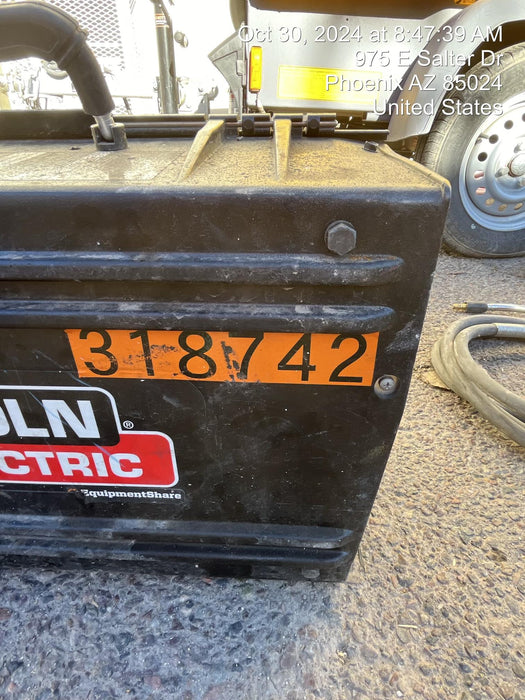 Oct 30, 2024 at 8:47:39 AM
975 E Salter Dr
Phoenix AZ 85024
United States
318742
OLN®
ECTRIC
EquipmentShare